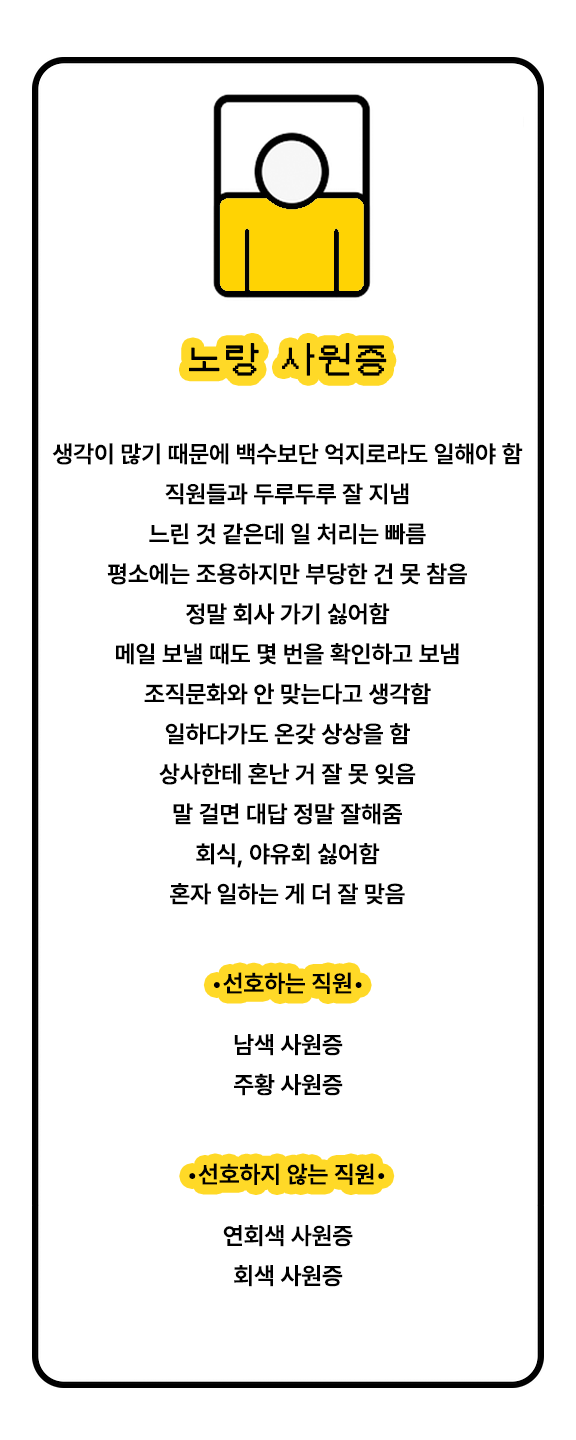 노랑 사원증
생각이 많기 때문에 백수보단 억지로라도 일해야 함
직원들과 두루두루 잘 지냄
느린 것 같은데 일 처리는 빠름
평소에는 조용하지만 부당한 건 못 참음
정말 회사 가기 싫어함
메일 보낼 때도 몇 번을 확인하고 보냄
조직문화와 안 맞는다고 생각함
일하다가도 온갖 상상을 함
상사한테 혼난 거 잘 못 잊음
말 걸면 대답 정말 잘해줌
회식, 야유회 싫어함
혼자 일하는 게 더 잘 맞음
•선호하는 직원•
남색 사원증
주황 사원증
•선호하지 않는 직원•
연회색 사원증
회색 사원증